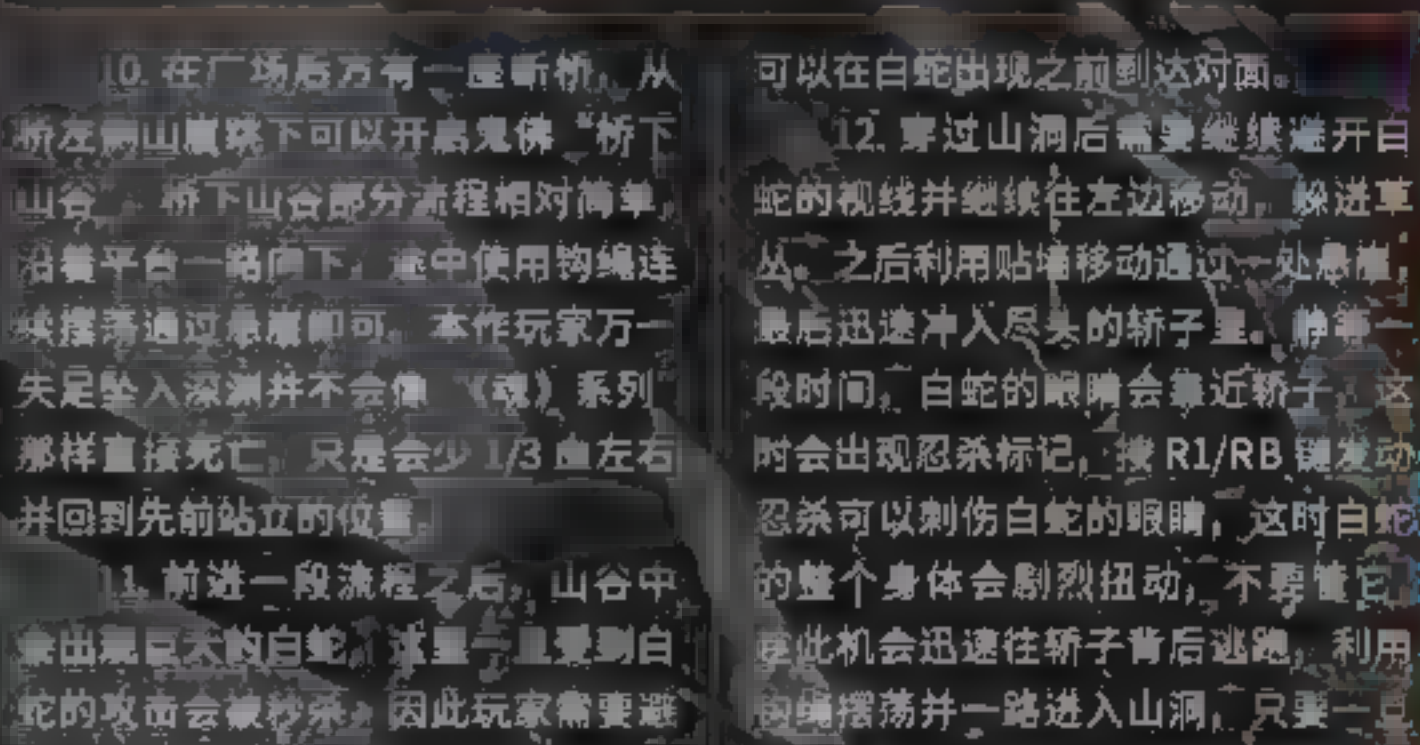 10. 在广场后方有一座断桥，从
桥左侧山崖跳下可以开启鬼佛“桥下
山谷”。桥下山谷部分流程相对简单，
沿着平台一路向下，途中使用钩绳连
续摆荡通过悬崖即可。本作玩家万一
失足坠入深渊并不会像《魂》系列
那样直接死亡，只是会少 1/3 血左右
并回到先前站立的位置。
11. 前进一段流程之后，山谷中
会出现巨大的白蛇。这里一旦受到白
蛇的攻击会被秒杀，因此玩家需要避
可以在白蛇出现之前到达对面。
12. 穿过山洞后需要继续避开白
蛇的视线并继续往左边移动，躲进草
丛。之后利用贴墙移动通过一处悬崖，
最后迅速冲入尽头的轿子里。静等一
段时间，白蛇的眼睛会靠近轿子，这
时会出现忍杀标记，按 R1/RB 键发动
忍杀可以刺伤白蛇的眼睛，这时白蛇
的整个身体会剧烈扭动，不要管它，
趁此机会迅速往轿子背后逃跑，利用
钩绳摆荡并一路进入山洞，只要一直